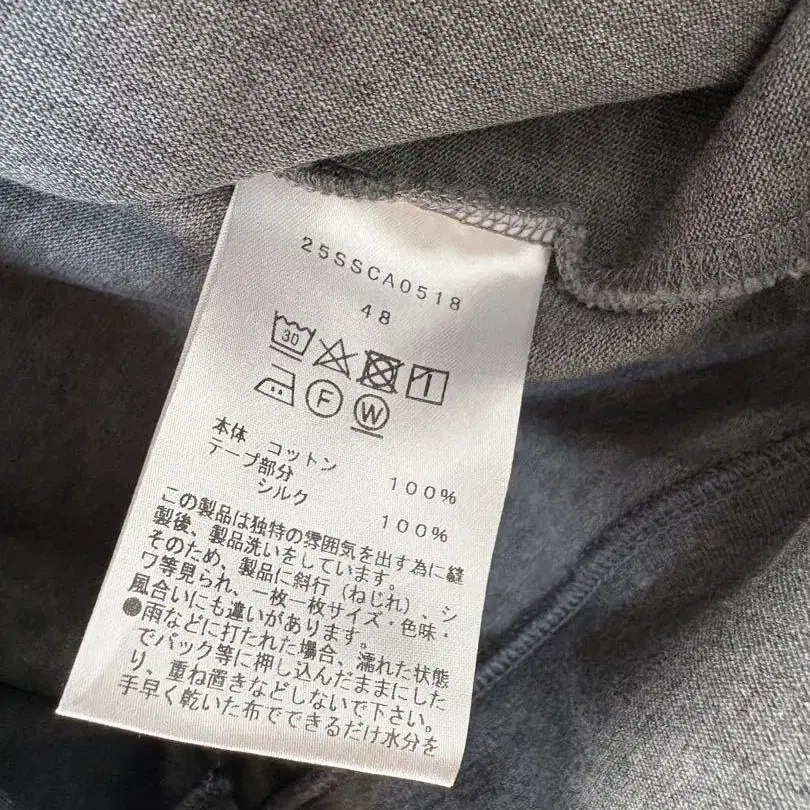 25SSCA0518
48
30
F W
本体 コットン 100%
テープ部分
シルク 100%
この製品は独特の雰囲気を出す為に縫
製後、製品洗いをしています。
そのため、製品に斜行(ねじれ)、シ
ワ等見られ、一枚一枚サイズ・色味・
風合いにも違いがあります。
●雨などに打たれた場合、濡れた状態
でパック等に押し込んだままにした
り、重ね置きなどしないで下さい。
手早く乾いた布でできるだけ水分を